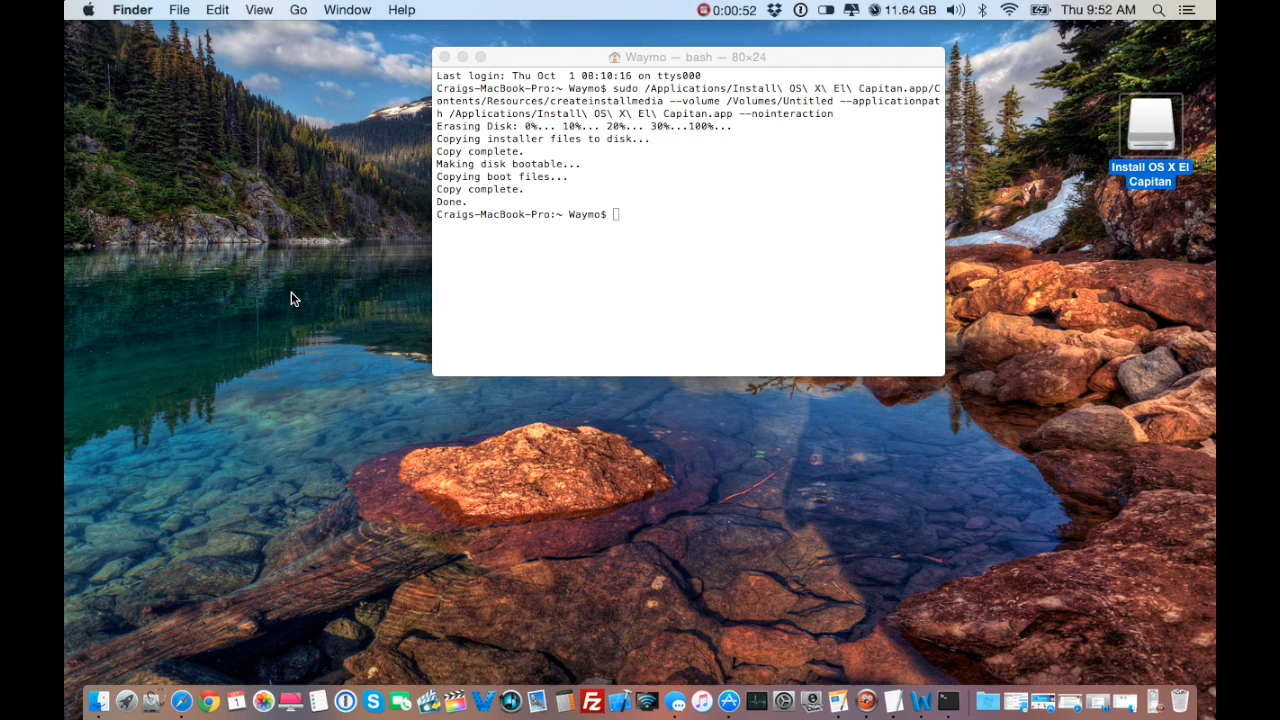 Finder File Edit View Go Window Help 0:00:52 11.64 GB Thu 9:52 AM
Waymo — bash — 80×24
Last login: Thu Oct  1 08:10:16 on ttys000
Craigs-MacBook-Pro:~ Waymo$ sudo /Applications/Install\ OS\ X\ El\ Capitan.app/C
ontents/Resources/createinstallmedia --volume /Volumes/Untitled --applicationpat
h /Applications/Install\ OS\ X\ El\ Capitan.app --nointeraction
Erasing Disk: 0%... 10%... 20%... 30%...100%...
Copying installer files to disk...
Copy complete.
Making disk bootable...
Copying boot files...
Copy complete.
Done.
Craigs-MacBook-Pro:~ Waymo$
Install OS X El
Capitan